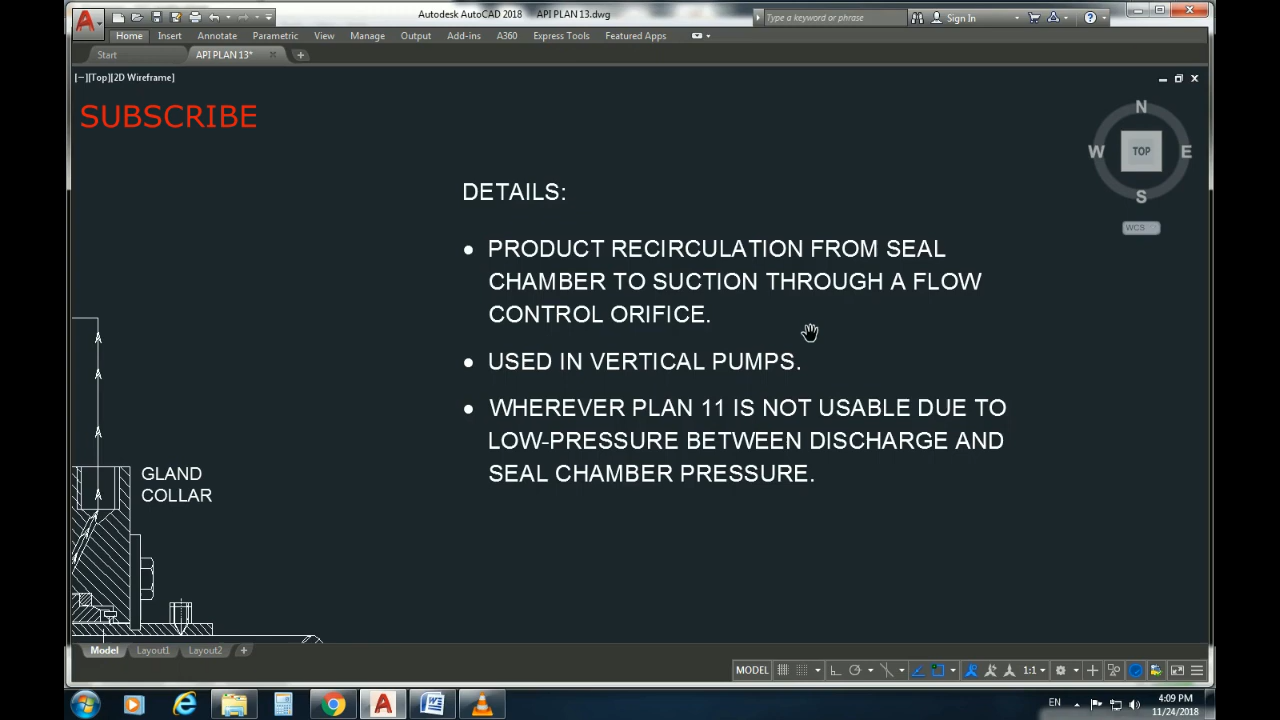 Autodesk AutoCAD 2018 API PLAN 13.dwg
Type a keyword or phrase
Sign In
Home Insert Annotate Parametric View Manage Output Add-ins A360 Express Tools Featured Apps
Start API PLAN 13*
[−][Top][2D Wireframe]
SUBSCRIBE
N
W TOP E
S
WCS
DETAILS:
• PRODUCT RECIRCULATION FROM SEAL
CHAMBER TO SUCTION THROUGH A FLOW
CONTROL ORIFICE.
• USED IN VERTICAL PUMPS.
• WHEREVER PLAN 11 IS NOT USABLE DUE TO
LOW-PRESSURE BETWEEN DISCHARGE AND
SEAL CHAMBER PRESSURE.
GLAND
COLLAR
Model Layout1 Layout2 +
MODEL 1:1
EN 4:09 PM
11/24/2018